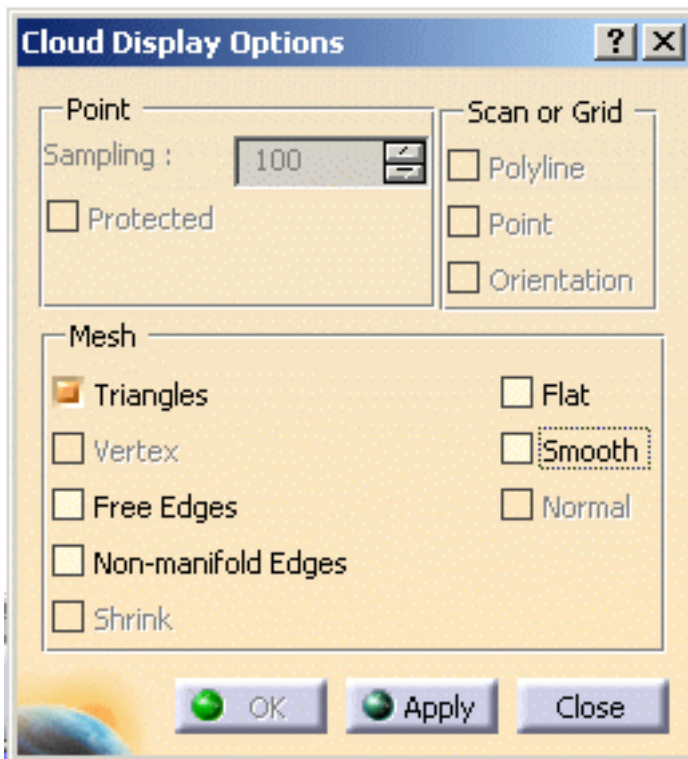 Cloud Display Options
Point
Sampling : 100
Protected
Scan or Grid
Polyline
Point
Orientation
Mesh
Triangles
Vertex
Free Edges
Non-manifold Edges
Shrink
Flat
Smooth
Normal
OK Apply Close